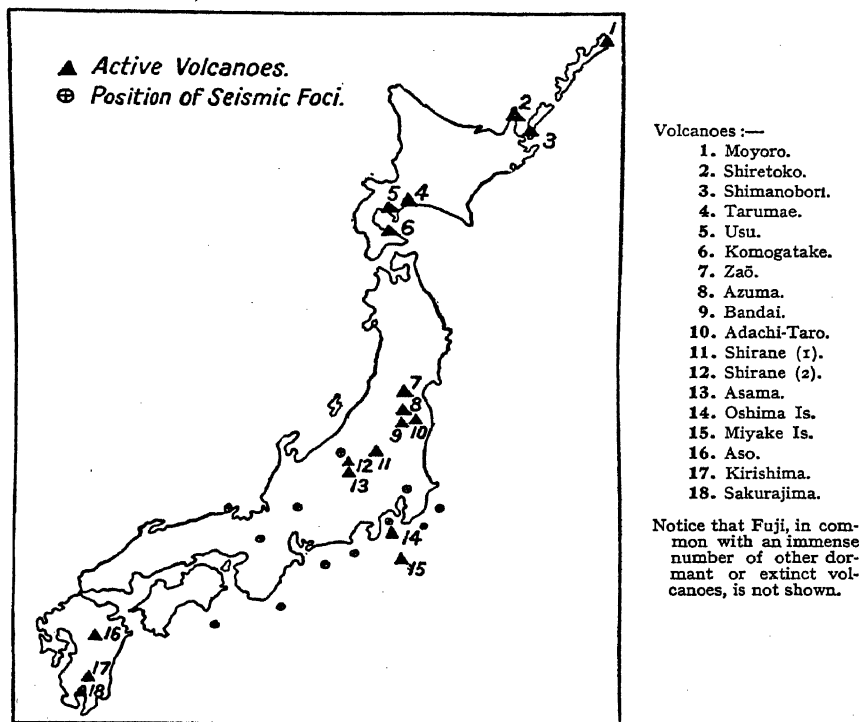 Active Volcanoes.
Position of Seismic Foci.
1
2
3
5 4
6
7
8
9 10
11
12
13
14
15
16
17
18
Volcanoes :—
1. Moyoro.
2. Shiretoko.
3. Shimanobori.
4. Tarumae.
5. Usu.
6. Komogatake.
7. Zaō.
8. Azuma.
9. Bandai.
10. Adachi-Taro.
11. Shirane (1).
12. Shirane (2).
13. Asama.
14. Oshima Is.
15. Miyake Is.
16. Aso.
17. Kirishima.
18. Sakurajima.
Notice that Fuji, in com-
mon with an immense
number of other dor-
mant or extinct vol-
canoes, is not shown.